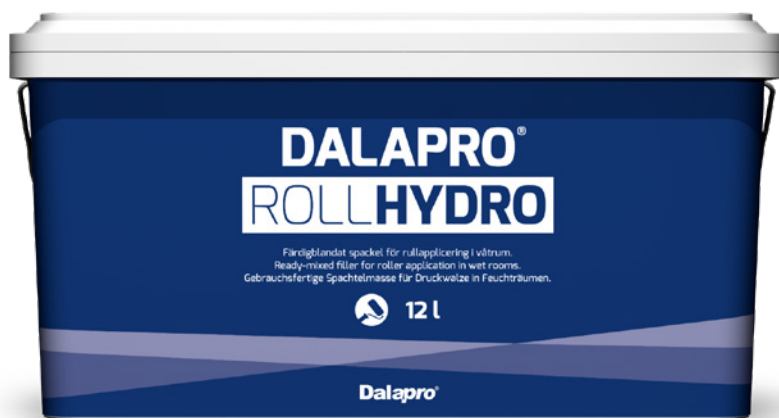 DALAPRO®
ROLLHYDRO
Färdigblandat spackel för rullapplicering i våtrum.
Ready-mixed filler for roller application in wet rooms.
Gebrauchsfertige Spachtelmasse für Druckwalze in Feuchträumen.
12 l
Dalapro®